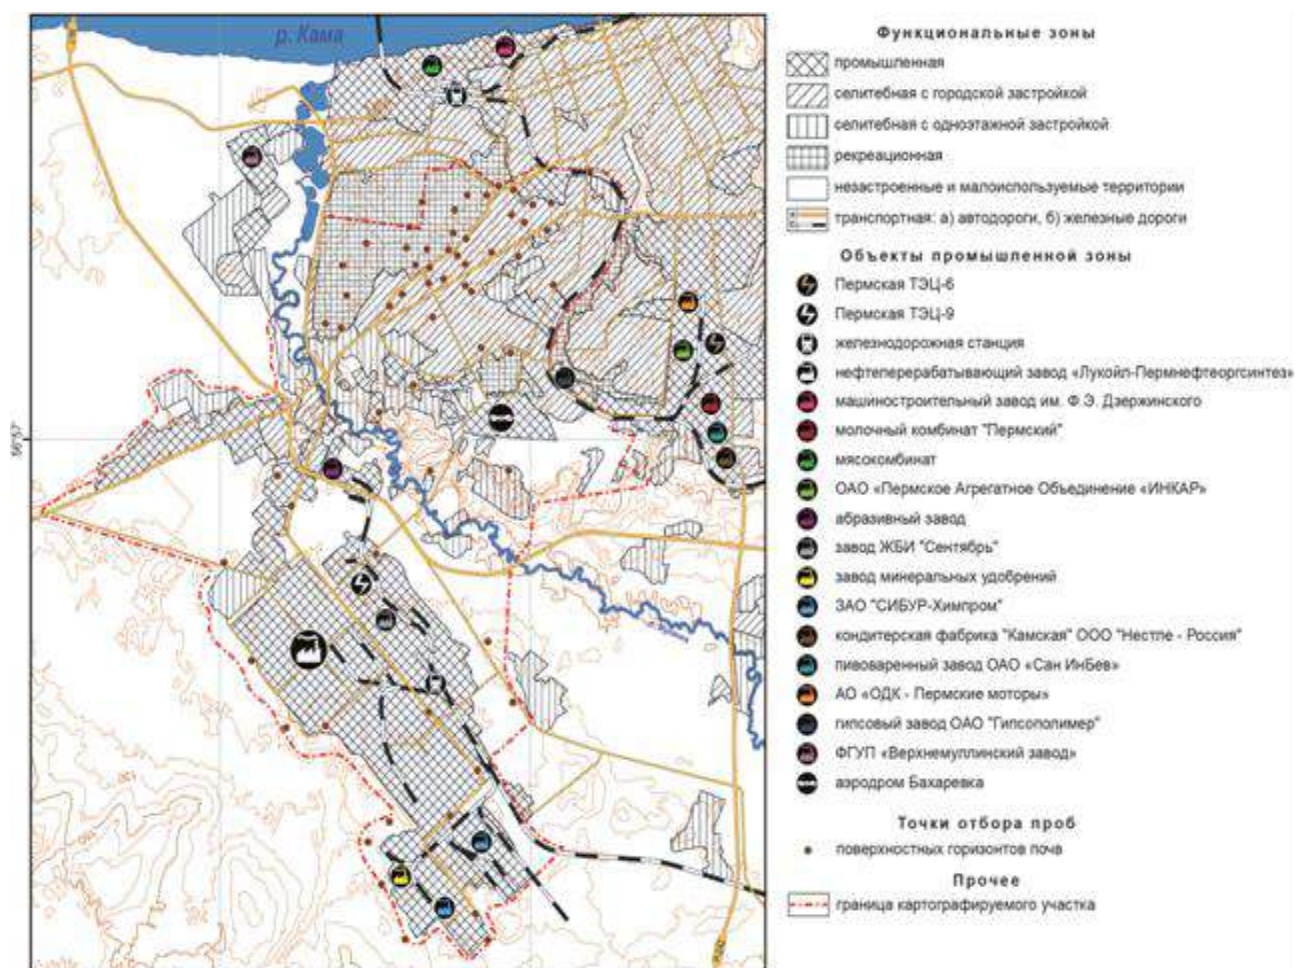 р. Кама
56°57'
Функциональные зоны
промышленная
селитебная с городской застройкой
селитебная с одноэтажной застройкой
рекреационная
незастроенные и малоиспользуемые территории
транспортная: а) автодороги, б) железные дороги
Объекты промышленной зоны
Пермская ТЭЦ-6
Пермская ТЭЦ-9
железнодорожная станция
нефтеперерабатывающий завод «Лукойл-Пермнефтеоргсинтез»
машиностроительный завод им. Ф.Э. Дзержинского
молочный комбинат "Пермский"
мясокомбинат
ОАО «Пермское Агрегатное Объединение «ИНКАР»
абразивный завод
завод ЖБИ "Сентябрь"
завод минеральных удобрений
ЗАО "СИБУР-Химпром"
кондитерская фабрика "Камская" ООО "Нестле - Россия"
пивоваренный завод ОАО «Сан ИнБев»
АО «ОДК - Пермские моторы»
гипсовый завод ОАО "Гипсополимер"
ФГУП «Верхнемуллинский завод»
аэродром Бахаревка
Точки отбора проб
поверхностных горизонтов почв
Прочее
граница картографируемого участка